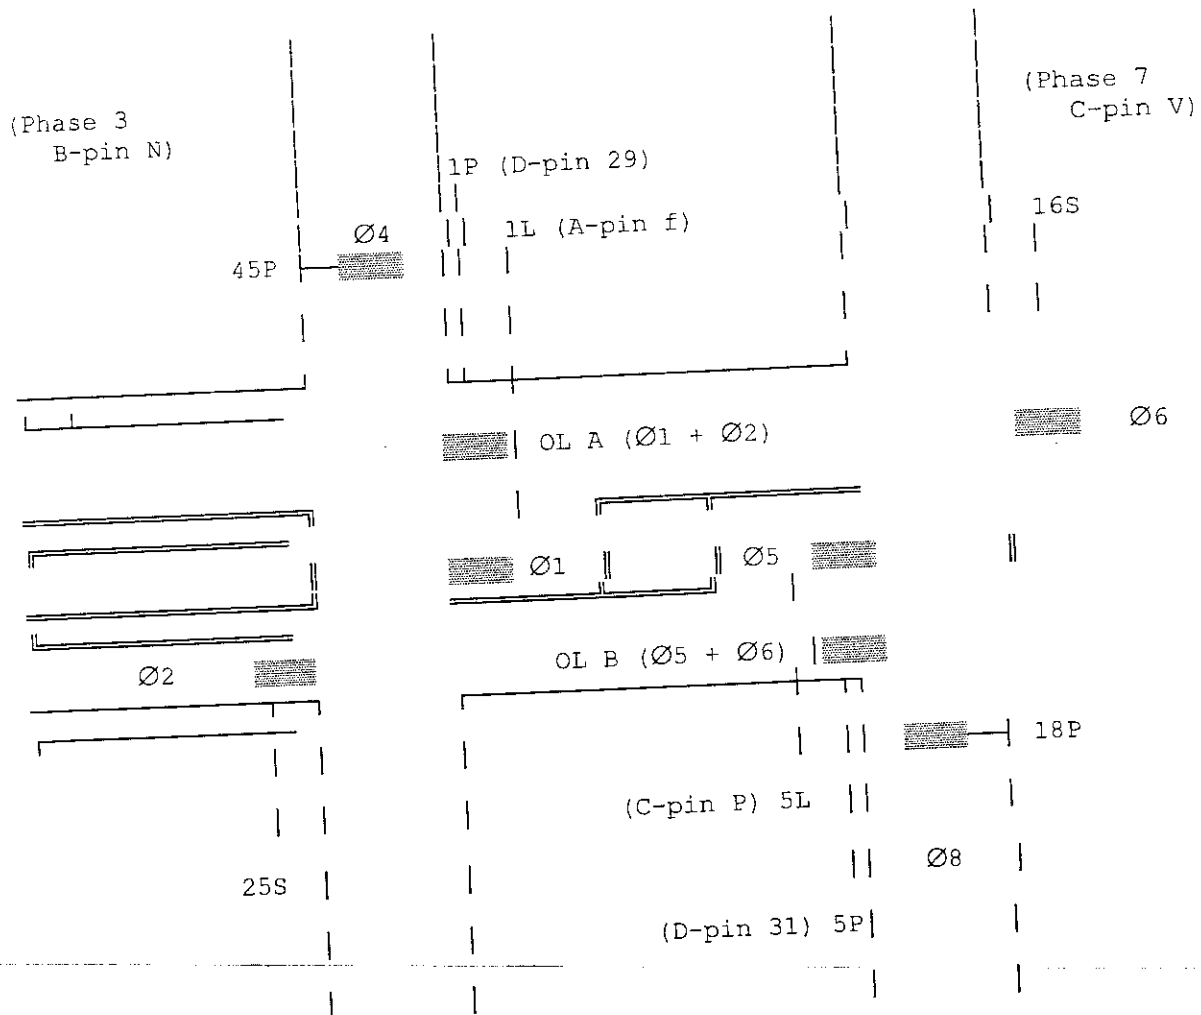 (Phase 3
B-pin N)
(Phase 7
C-pin V)
1P (D-pin 29)
1L (A-pin f)
16S
Ø4
45P
OL A (Ø1 + Ø2)
Ø6
Ø1
Ø5
OL B (Ø5 + Ø6)
Ø2
18P
(C-pin P) 5L
Ø8
25S
(D-pin 31) 5P